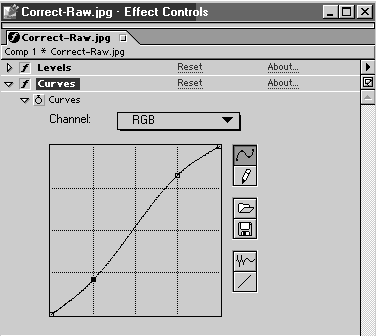 Correct-Raw.jpg · Effect Controls
Correct-Raw.jpg
Comp 1 * Correct-Raw.jpg
Levels Reset About...
Curves Reset About...
Curves
Channel: RGB